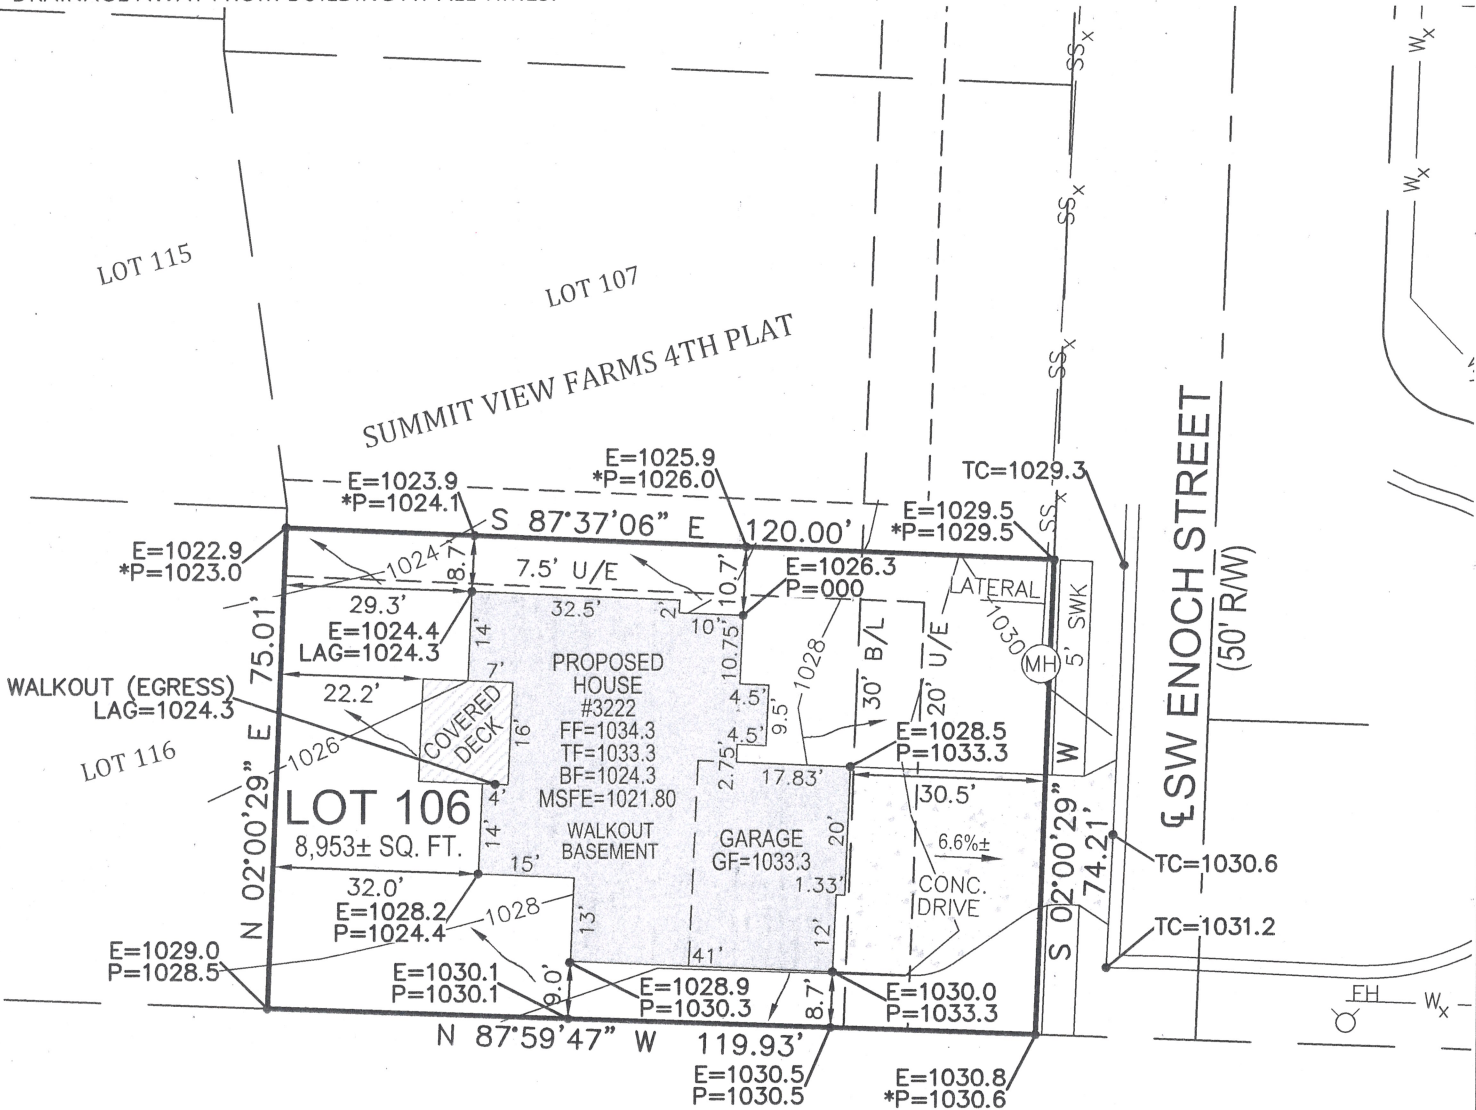 SS
X
W
X
SS
X
W
X
LOT 115
LOT 107
SUMMIT VIEW FARMS 4TH PLAT
SS
X
E=1025.9
*P=1026.0
TC=1029.3
E=1023.9
*P=1024.1
E=1029.5
*P=1029.5
SS
X
S 87°37'06" E 120.00'
E=1022.9
*P=1023.0
1024
8.7'
7.5' U/E
10.7'
E=1026.3
P=000
LATERAL
1030
5' SWK
29.3'
32.5'
2'
10'
E=1024.4
LAG=1024.3
14'
10.75'
1028
30' B/L
20' U/E
MH
7'
PROPOSED
HOUSE
#3222
FF=1034.3
TF=1033.3
BF=1024.3
MSFE=1021.80
WALKOUT
BASEMENT
4.5'
9.5'
4.5'
2.75'
WALKOUT (EGRESS)
LAG=1024.3
22.2'
COVERED
DECK
16'
E=1028.5
P=1033.3
W
LOT 116
1026
17.83'
30.5'
4'
LOT 106
8,953± SQ. FT.
14'
GARAGE
GF=1033.3
20'
6.6%±
15'
32.0'
1.33'
CONC.
DRIVE
TC=1030.6
E=1028.2
P=1024.4
1028
13'
12'
TC=1031.2
E=1029.0
P=1028.5
41'
E=1030.1
P=1030.1
9.0'
E=1028.9
P=1030.3
8.7'
E=1030.0
P=1033.3
FH
W
X
N 87°59'47" W 119.93'
E=1030.5
P=1030.5
E=1030.8
*P=1030.6
N 02°00'29" E 75.01'
S 02°00'29" W
74.21'
℄ SW ENOCH STREET
(50' R/W)